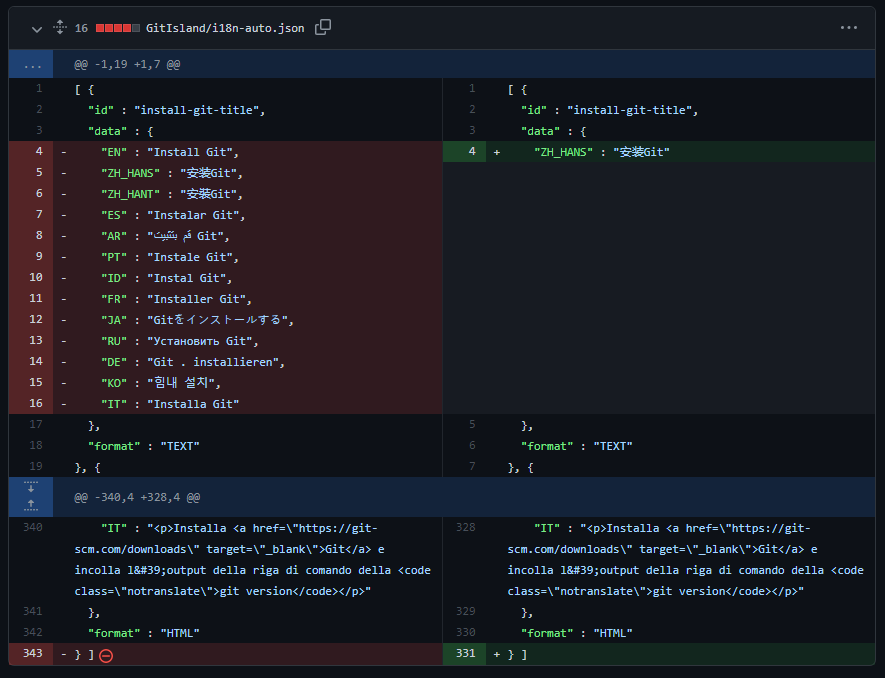 16 GitIsland/i18n-auto.json
... @@ -1,19 +1,7 @@
1 [ { 1 [ {
2 "id" : "install-git-title", 2 "id" : "install-git-title",
3 "data" : { 3 "data" : {
4 - "EN" : "Install Git", 4 + "ZH_HANS" : "安装Git"
5 - "ZH_HANS" : "安装Git",
6 - "ZH_HANT" : "安裝Git",
7 - "ES" : "Instalar Git",
8 - "AR" : "قم بتثبيت Git",
9 - "PT" : "Instale Git",
10 - "ID" : "Instal Git",
11 - "FR" : "Installer Git",
12 - "JA" : "Gitをインストールする",
13 - "RU" : "Установить Git",
14 - "DE" : "Git . installieren",
15 - "KO" : "힘내 설치",
16 - "IT" : "Installa Git"
17 }, 5 },
18 "format" : "TEXT" 6 "format" : "TEXT"
19 }, { 7 }, {
@@ -340,4 +328,4 @@
340 "IT" : "<p>Installa <a href=\"https://git- 328 "IT" : "<p>Installa <a href=\"https://git-
scm.com/downloads\" target=\"_blank\">Git</a> e scm.com/downloads\" target=\"_blank\">Git</a> e
incolla l&#39;output della riga di comando della <code incolla l&#39;output della riga di comando della <code
class=\"notranslate\">git version</code></p>" class=\"notranslate\">git version</code></p>"
341 }, 329 },
342 "format" : "HTML" 330 "format" : "HTML"
343 - } ] 331 + } ]